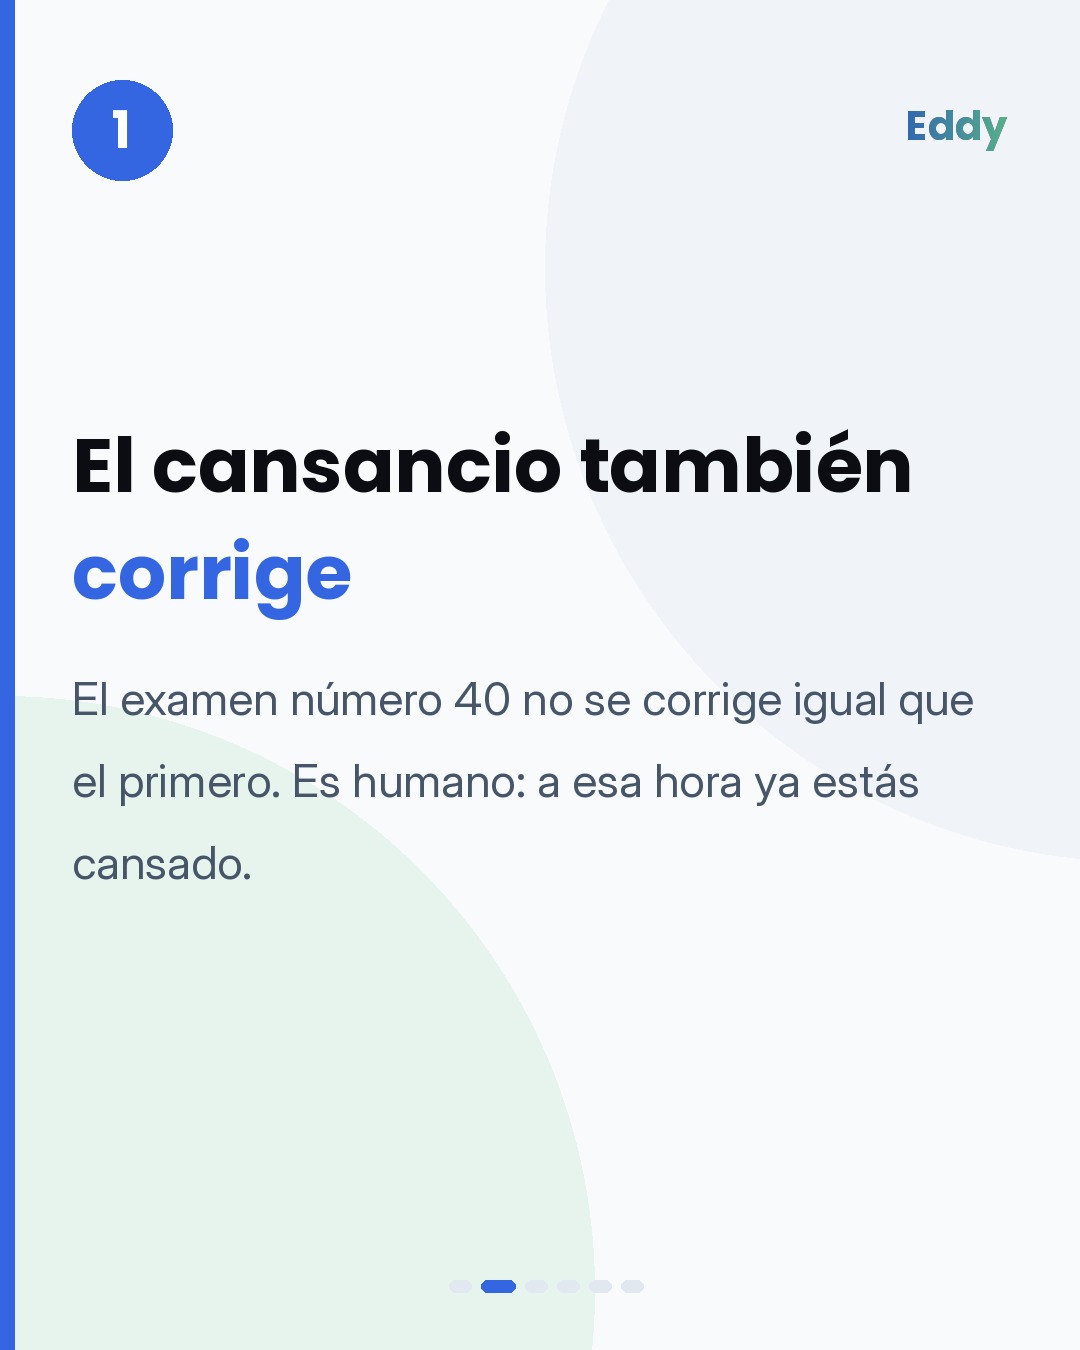 1
Eddy
El cansancio también
corrige
El examen número 40 no se corrige igual que
el primero. Es humano: a esa hora ya estás
cansado.